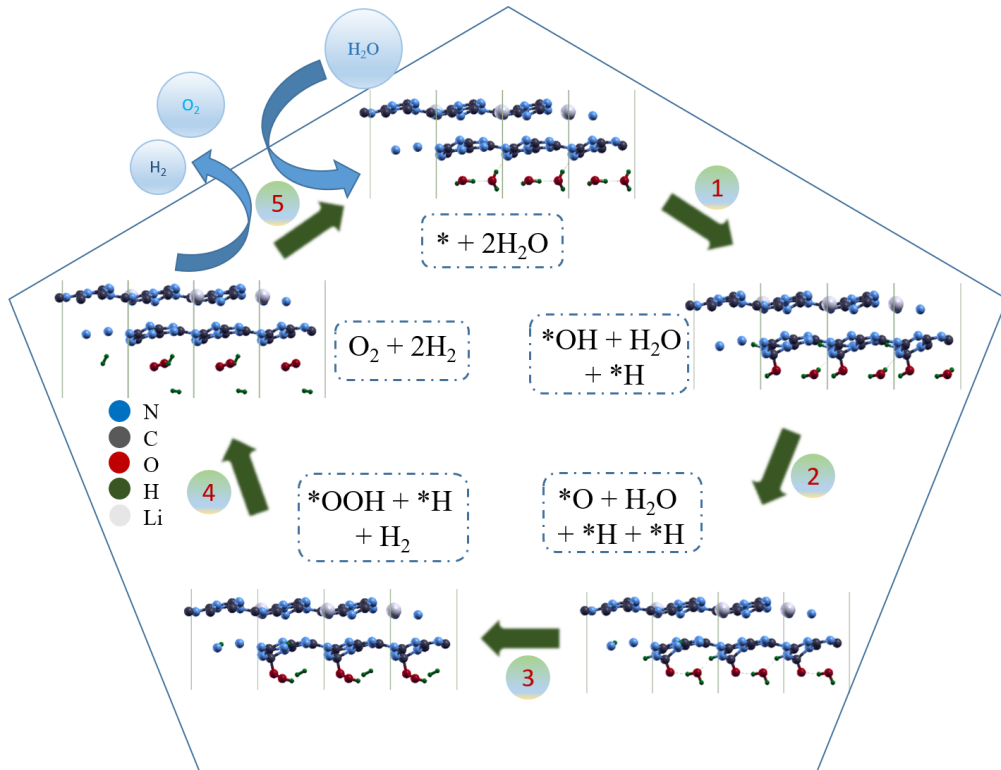 H₂O
O₂
H₂
5
1
* + 2H₂O
O₂ + 2H₂
*OH + H₂O
+ *H
N
C
O
H
Li
4
2
*OOH + *H
+ H₂
*O + H₂O
+ *H + *H
3